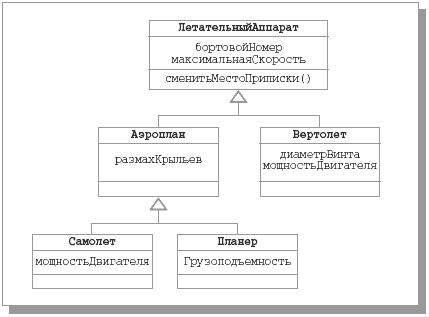 ЛетательныйАппарат
бортовойНомер
максимальнаяСкорость
сменитьМестоПриписки()
Аэроплан
размахКрыльев
Вертолет
диаметрВинта
мощностьДвигателя
Самолет
мощностьДвигателя
Планер
Грузоподъемность